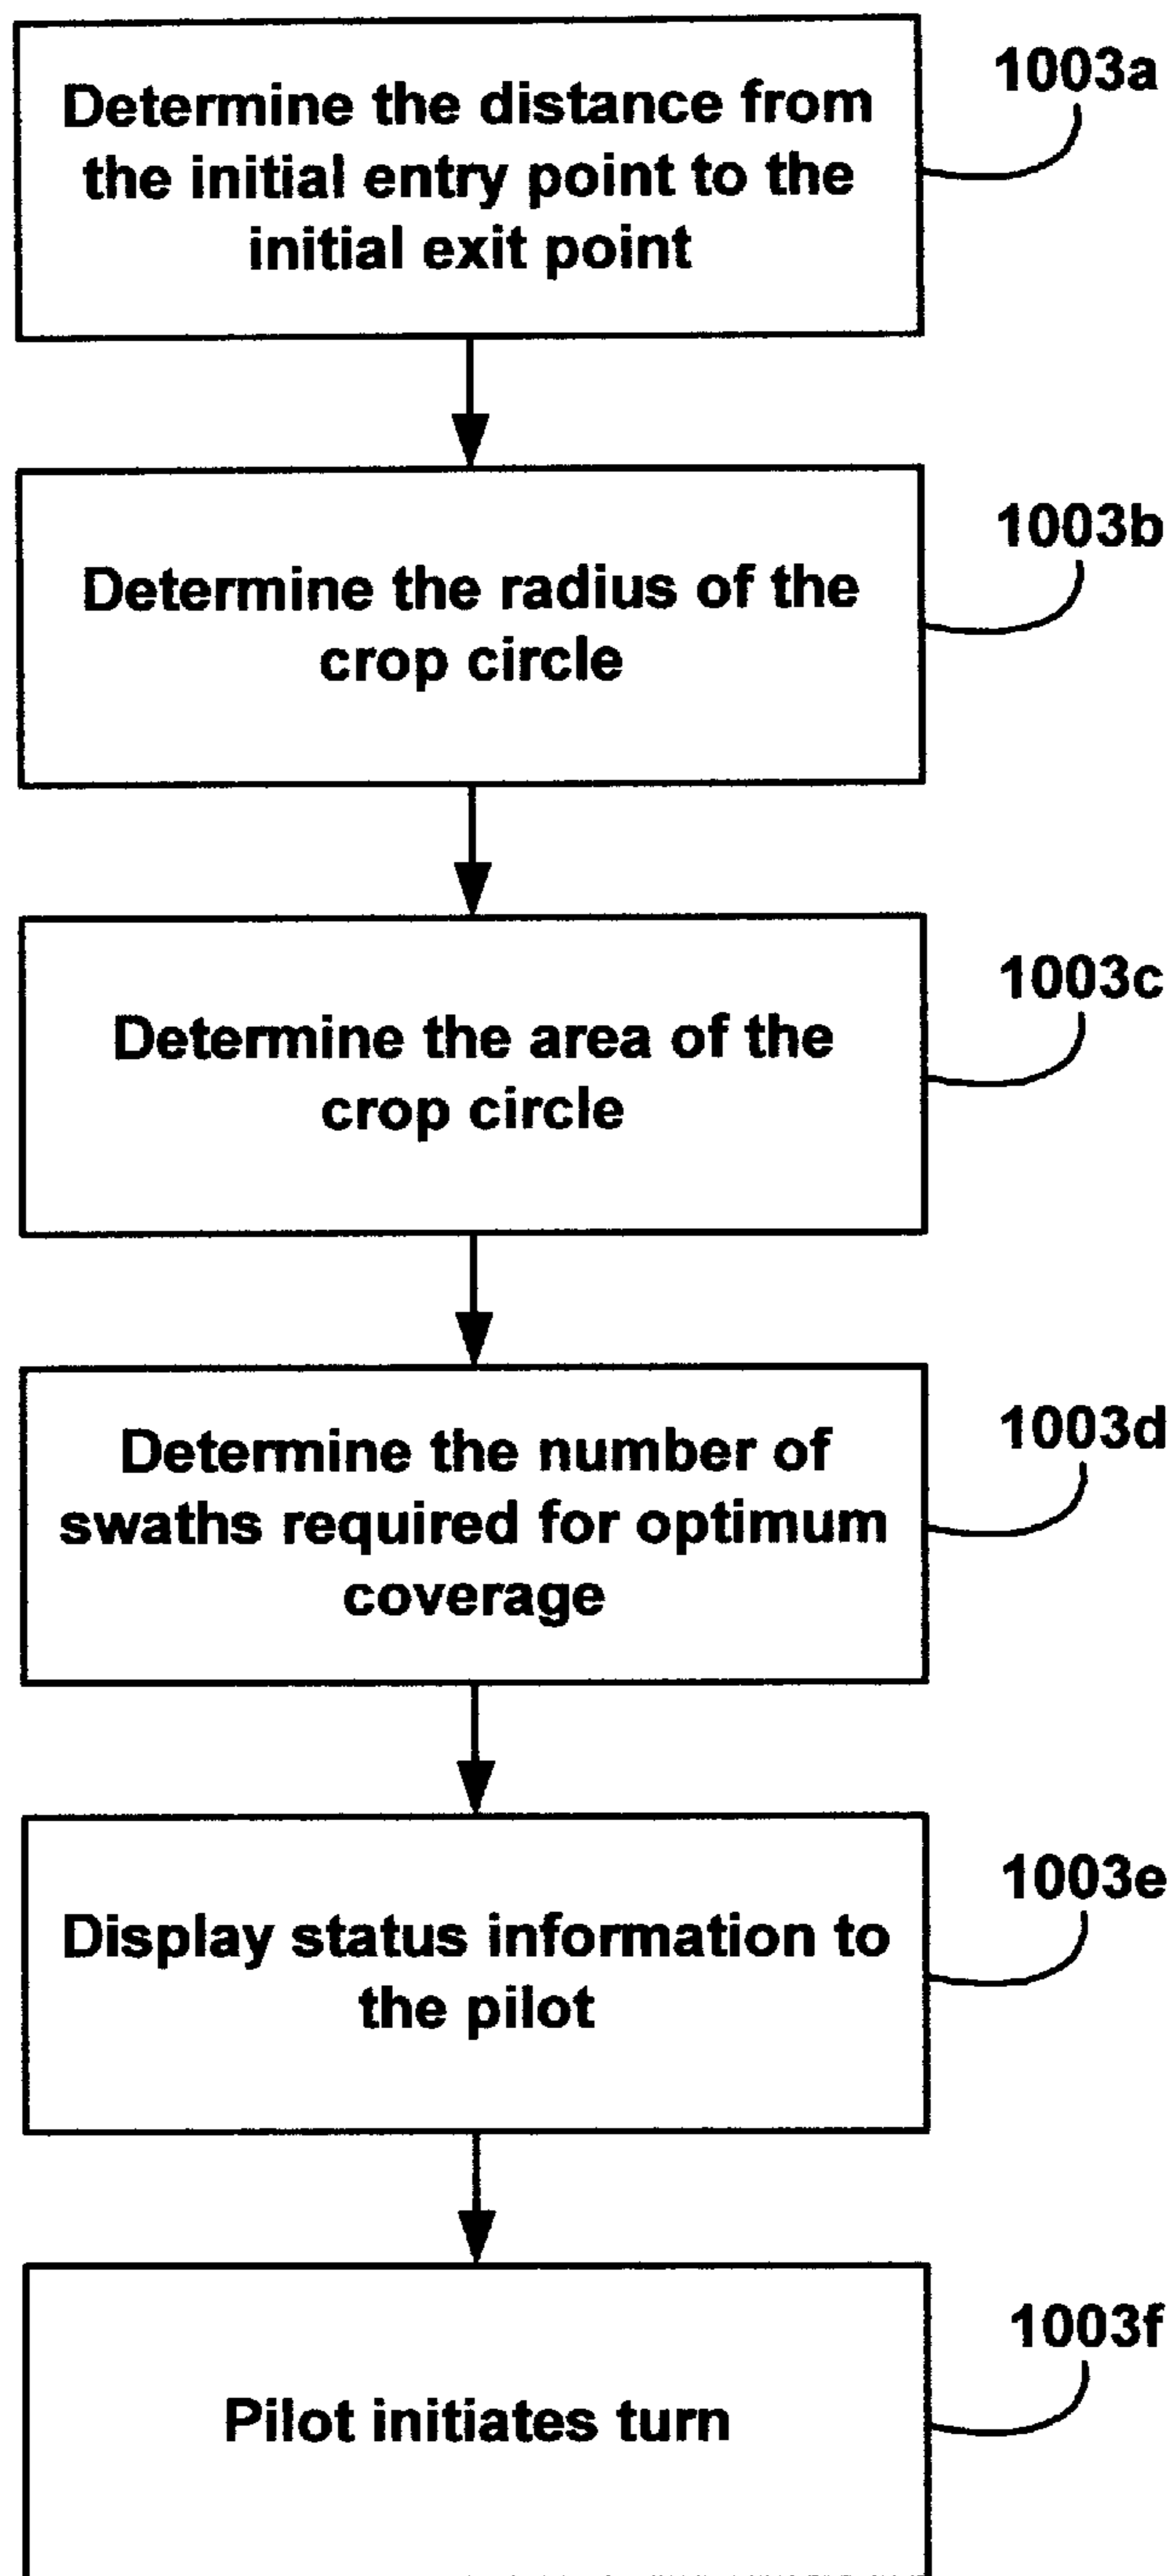 Determine the distance from
the initial entry point to the
initial exit point
1003a
Determine the radius of the
crop circle
1003b
Determine the area of the
crop circle
1003c
Determine the number of
swaths required for optimum
coverage
1003d
Display status information to
the pilot
1003e
Pilot initiates turn
1003f